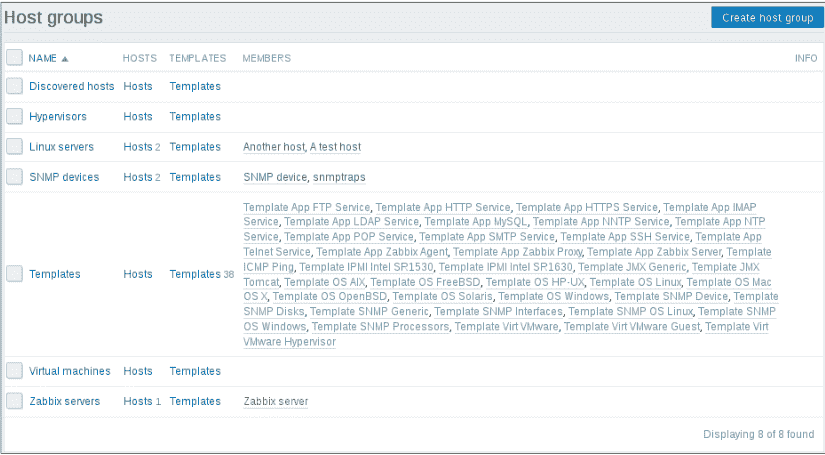 Host groups
Create host group
NAME ▲ HOSTS TEMPLATES MEMBERS INFO
Discovered hosts Hosts Templates
Hypervisors Hosts Templates
Linux servers Hosts 2 Templates Another host, A test host
SNMP devices Hosts 2 Templates SNMP device, snmptraps
Template App FTP Service, Template App HTTP Service, Template App HTTPS Service, Template App IMAP
Service, Template App LDAP Service, Template App MySQL, Template App NNTP Service, Template App NTP
Service, Template App POP Service, Template App SMTP Service, Template App SSH Service, Template App
Telnet Service, Template App Zabbix Agent, Template App Zabbix Proxy, Template App Zabbix Server, Template
Templates Hosts Templates 38 ICMP Ping, Template IPMI Intel SR1530, Template IPMI Intel SR1630, Template JMX Generic, Template JMX
Tomcat, Template OS AIX, Template OS FreeBSD, Template OS HP-UX, Template OS Linux, Template OS Mac
OS X, Template OS OpenBSD, Template OS Solaris, Template OS Windows, Template SNMP Device, Template
SNMP Disks, Template SNMP Generic, Template SNMP Interfaces, Template SNMP OS Linux, Template SNMP
OS Windows, Template SNMP Processors, Template Virt VMware, Template Virt VMware Guest, Template Virt
VMware Hypervisor
Virtual machines Hosts Templates
Zabbix servers Hosts 1 Templates Zabbix server
Displaying 8 of 8 found